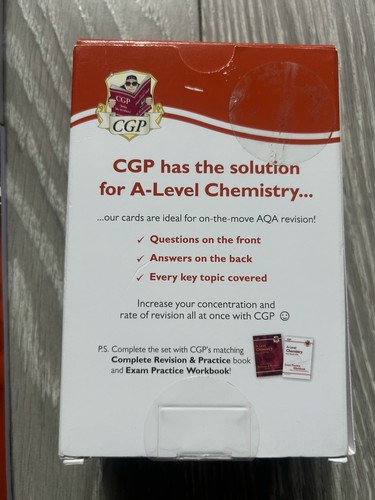 CGP
CGP
CGP has the solution
for A-Level Chemistry...
...our cards are ideal for on-the-move AQA revision!
✓ Questions on the front
✓ Answers on the back
✓ Every key topic covered
Increase your concentration and
rate of revision all at once with CGP ☺
P.S. Complete the set with CGP's matching
Complete Revision & Practice book
and Exam Practice Workbook!
Chemistry